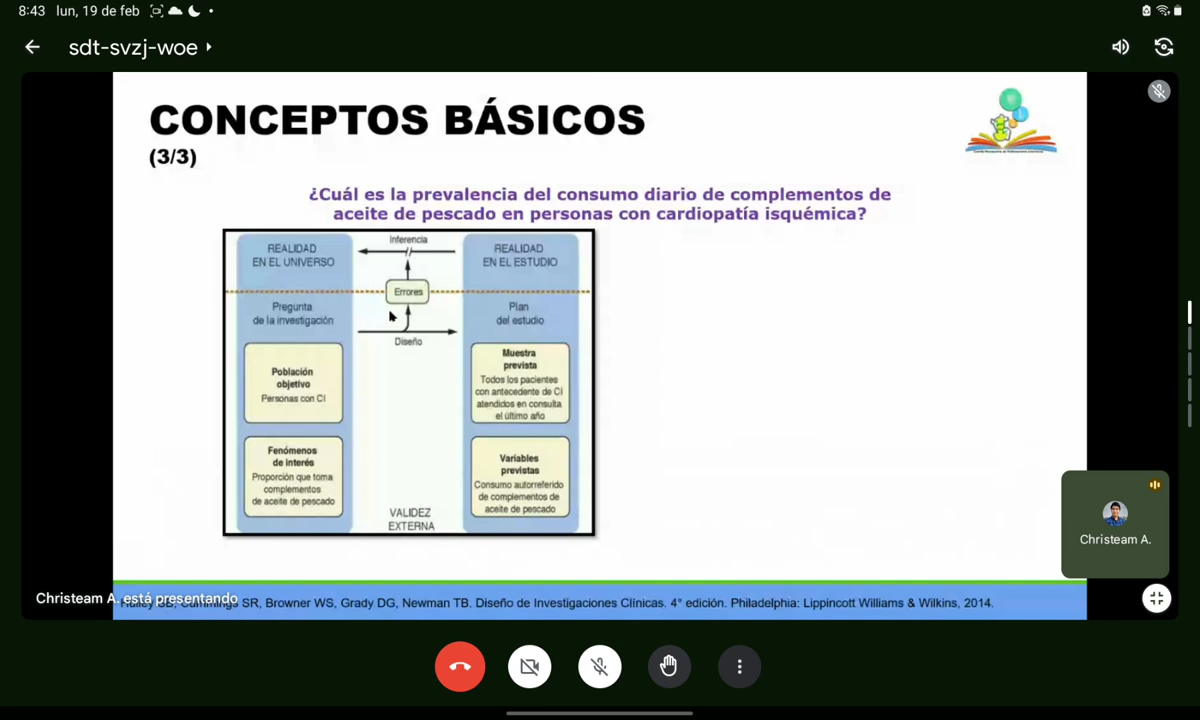 8:43 lun, 19 de feb
sdt-svzj-woe
CONCEPTOS BÁSICOS
(3/3)
¿Cuál es la prevalencia del consumo diario de complementos de
aceite de pescado en personas con cardiopatía isquémica?
REALIDAD
EN EL UNIVERSO
Inferencia
REALIDAD
EN EL ESTUDIO
Errores
Pregunta
de la investigación
Plan
del estudio
Diseño
Población
objetivo
Personas con CI
Muestra
prevista
Todos los pacientes
con antecedente de CI
atendidos en consulta
el último año
Fenómenos
de interés
Proporción que toma
complementos
de aceite de pescado
Variables
previstas
Consumo autorreferido
de complementos de
aceite de pescado
VALIDEZ
EXTERNA
Christeam A.
Christeam A. está presentando
SR, Browner WS, Grady DG, Newman TB. Diseño de Investigaciones Clínicas. 4° edición. Philadelphia: Lippincott Williams & Wilkins, 2014.